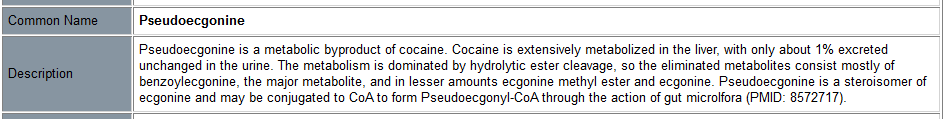 Common Name Pseudoecgonine
Pseudoecgonine is a metabolic byproduct of cocaine. Cocaine is extensively metabolized in the liver, with only about 1% excreted
unchanged in the urine. The metabolism is dominated by hydrolytic ester cleavage, so the eliminated metabolites consist mostly of
Description
benzoylecgonine, the major metabolite, and in lesser amounts ecgonine methyl ester and ecgonine. Pseudoecgonine is a steroisomer of
ecgonine and may be conjugated to CoA to form Pseudoecgonyl-CoA through the action of gut microlfora (PMID: 8572717).